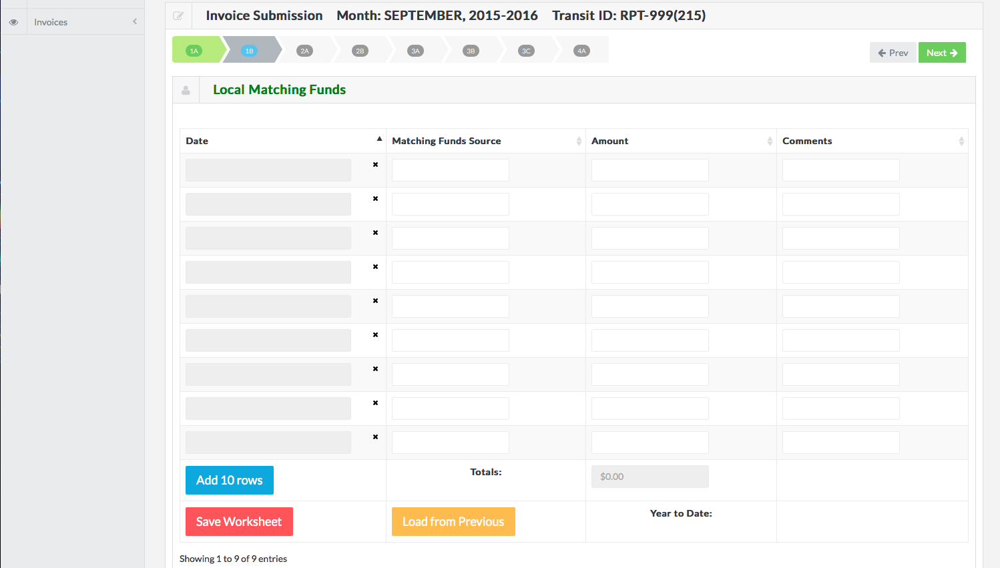 Invoices
Invoice Submission Month: SEPTEMBER, 2015-2016 Transit ID: RPT-999(215)
1A 1B 2A 2B 3A 3B 3C 4A
Prev Next
Local Matching Funds
Date Matching Funds Source Amount Comments
Add 10 rows Totals: $0.00
Save Worksheet Load from Previous Year to Date:
Showing 1 to 9 of 9 entries